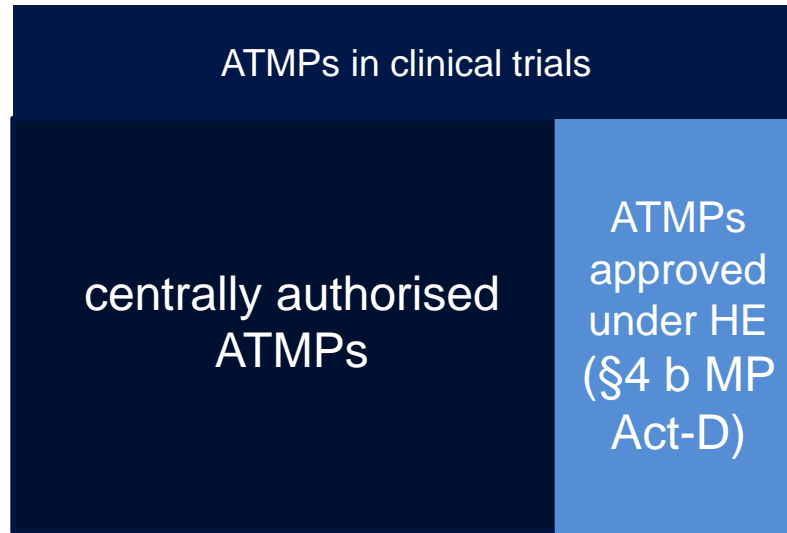 ATMPs in clinical trials
centrally authorised
ATMPs
ATMPs
approved
under HE
(§4 b MP
Act-D)